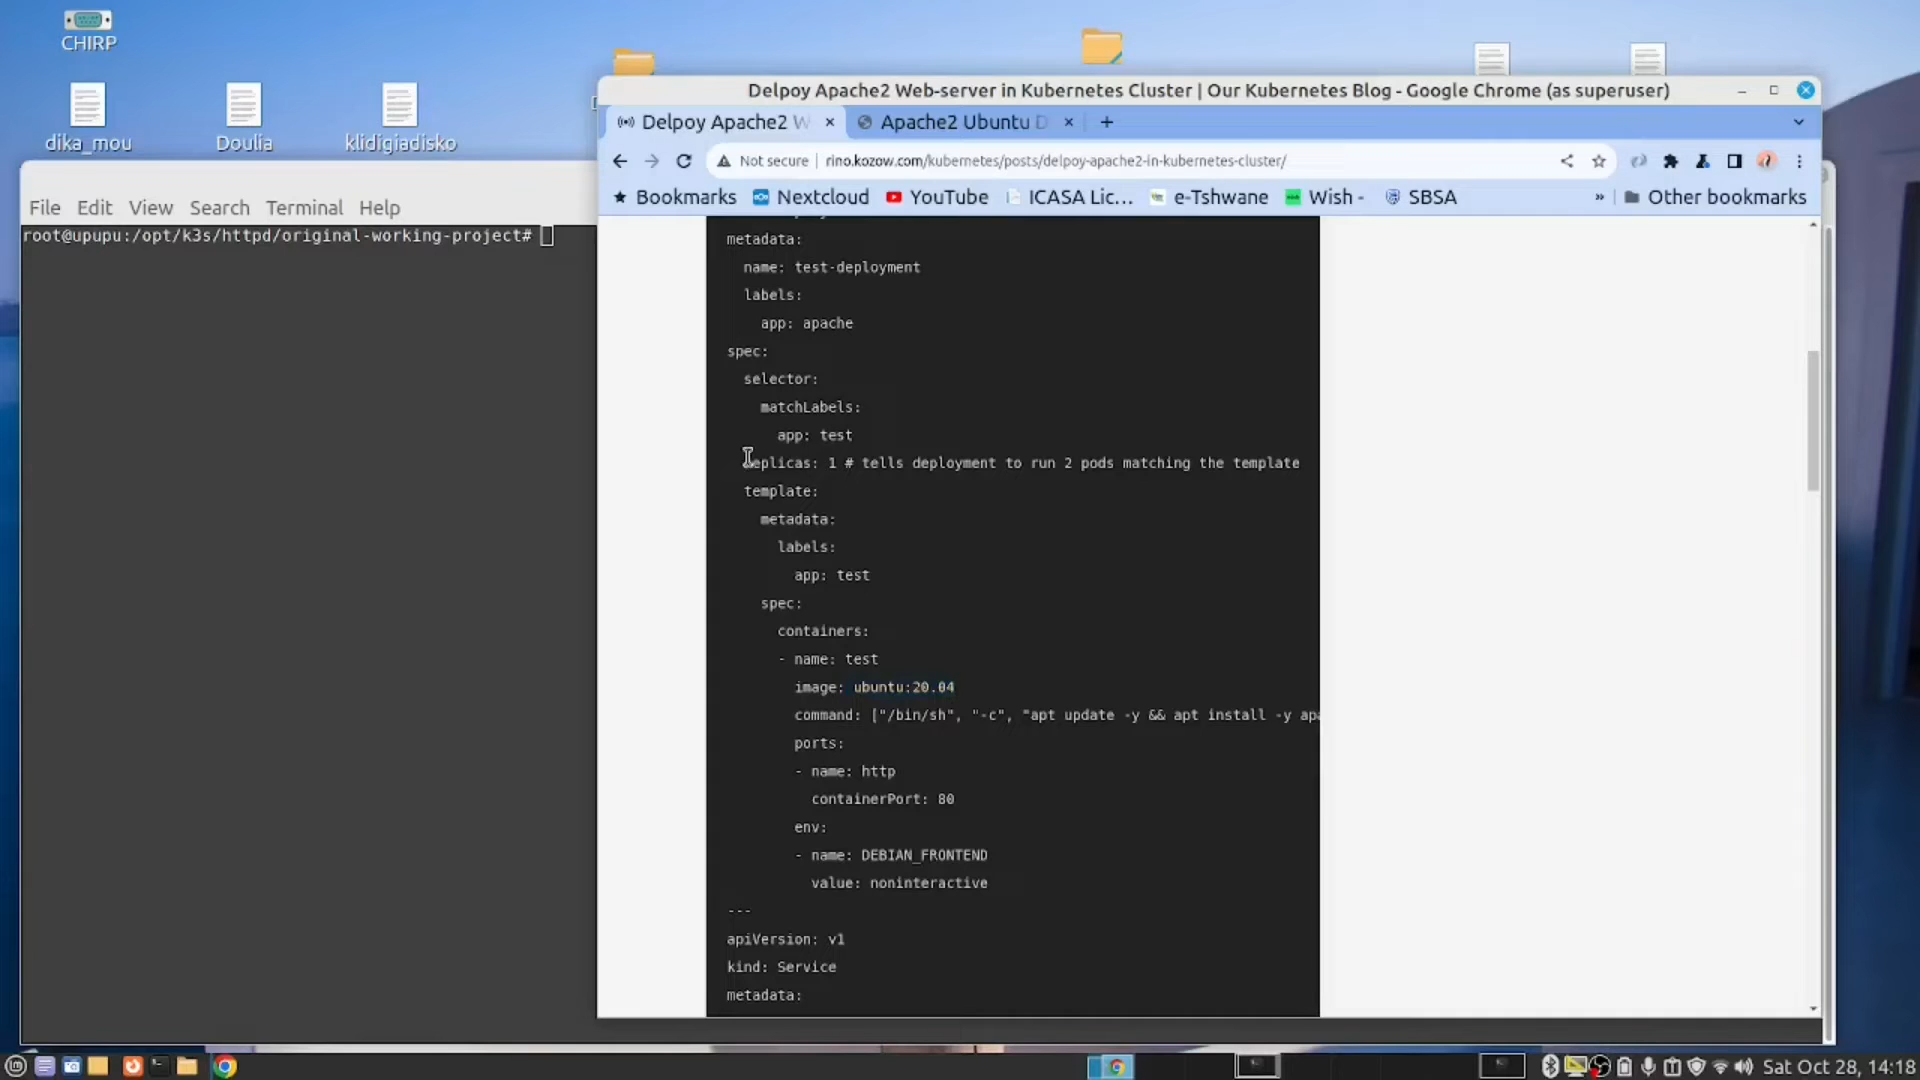 CHIRP
dika_mou
Doulia
klidigiadisko
File Edit View Search Terminal Help
root@upupu:/opt/k3s/httpd/original-working-project#
Delpoy Apache2 Web-server in Kubernetes Cluster | Our Kubernetes Blog - Google Chrome (as superuser)
Delpoy Apache2 W
Apache2 Ubuntu D
Not secure
rino.kozow.com/kubernetes/posts/delpoy-apache2-in-kubernetes-cluster/
Bookmarks Nextcloud YouTube ICASA Lic... e-Tshwane Wish - SBSA » Other bookmarks
metadata:
name: test-deployment
labels:
app: apache
spec:
selector:
matchLabels:
app: test
replicas: 1 # tells deployment to run 2 pods matching the template
template:
metadata:
labels:
app: test
spec:
containers:
- name: test
image: ubuntu:20.04
command: ["/bin/sh", "-c", "apt update -y && apt install -y apa
ports:
- name: http
containerPort: 80
env:
- name: DEBIAN_FRONTEND
value: noninteractive
---
apiVersion: v1
kind: Service
metadata:
Sat Oct 28, 14:18